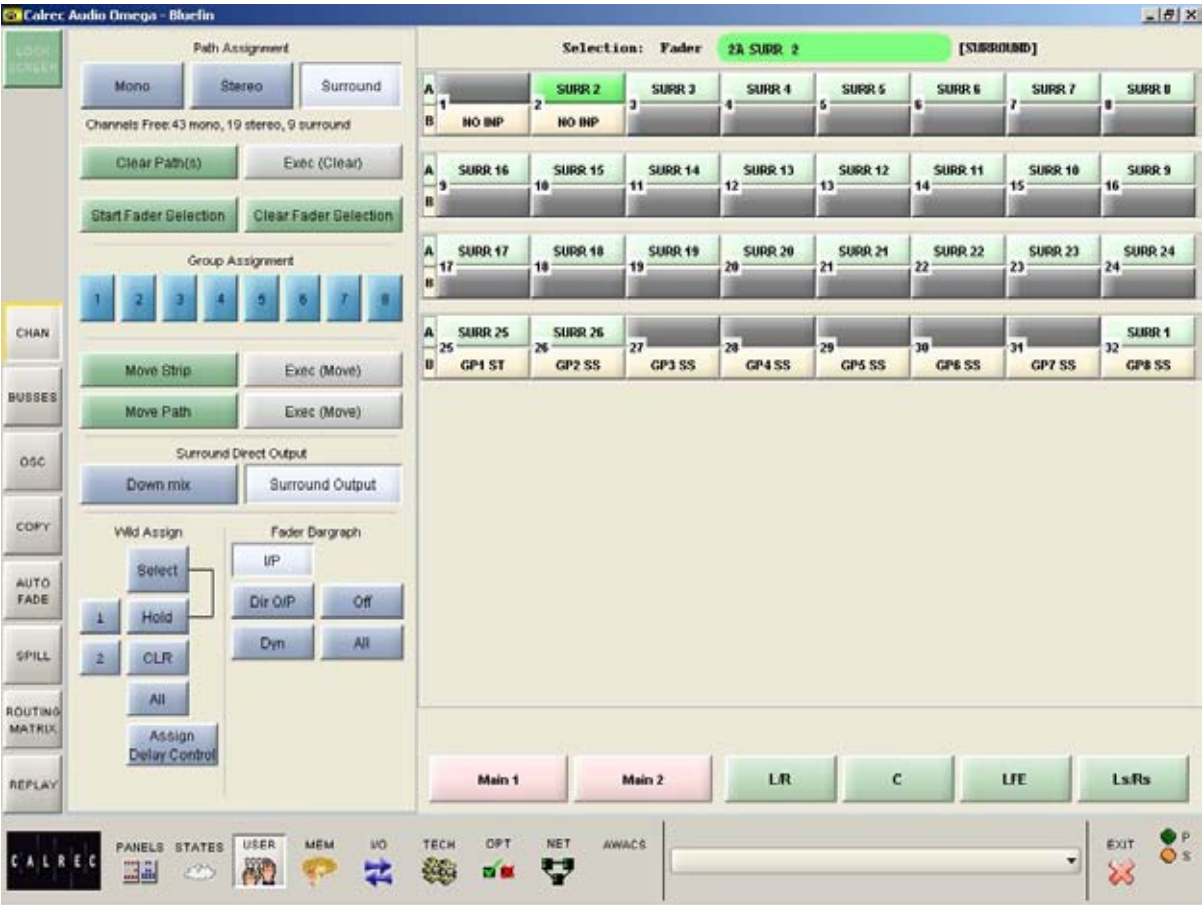 Calrec Audio Omega - Bluefin
LOCK
SCREEN
Path Assignment
Mono Stereo Surround
Channels Free:43 mono, 19 stereo, 9 surround
Clear Path(s) Exec (Clear)
Start Fader Selection Clear Fader Selection
Group Assignment
1 2 3 4 5 6 7 8
Move Strip Exec (Move)
Move Path Exec (Move)
Surround Direct Output
Down mix Surround Output
Wild Assign
Select
1 Hold
2 CLR
All
Assign
Delay Control
Fader Bargraph
I/P
Dir O/P Off
Dyn All
CHAN
BUSSES
OSC
COPY
AUTO
FADE
SPILL
ROUTING
MATRIX
REPLAY
Selection: Fader 2A SURR 2 [SURROUND]
A SURR 2 SURR 3 SURR 4 SURR 5 SURR 6 SURR 7 SURR 8
1 2 3 4 5 6 7 8
B NO INP NO INP
A SURR 16 SURR 15 SURR 14 SURR 13 SURR 12 SURR 11 SURR 10 SURR 9
9 10 11 12 13 14 15 16
B
A SURR 17 SURR 18 SURR 19 SURR 20 SURR 21 SURR 22 SURR 23 SURR 24
17 18 19 20 21 22 23 24
B
A SURR 25 SURR 26 SURR 1
25 26 27 28 29 30 31 32
B GP1 ST GP2 SS GP3 SS GP4 SS GP5 SS GP6 SS GP7 SS GP8 SS
Main 1 Main 2 L/R C LFE Ls/Rs
CALREC PANELS STATES USER MEM I/O TECH OPT NET AWACS EXIT P
S